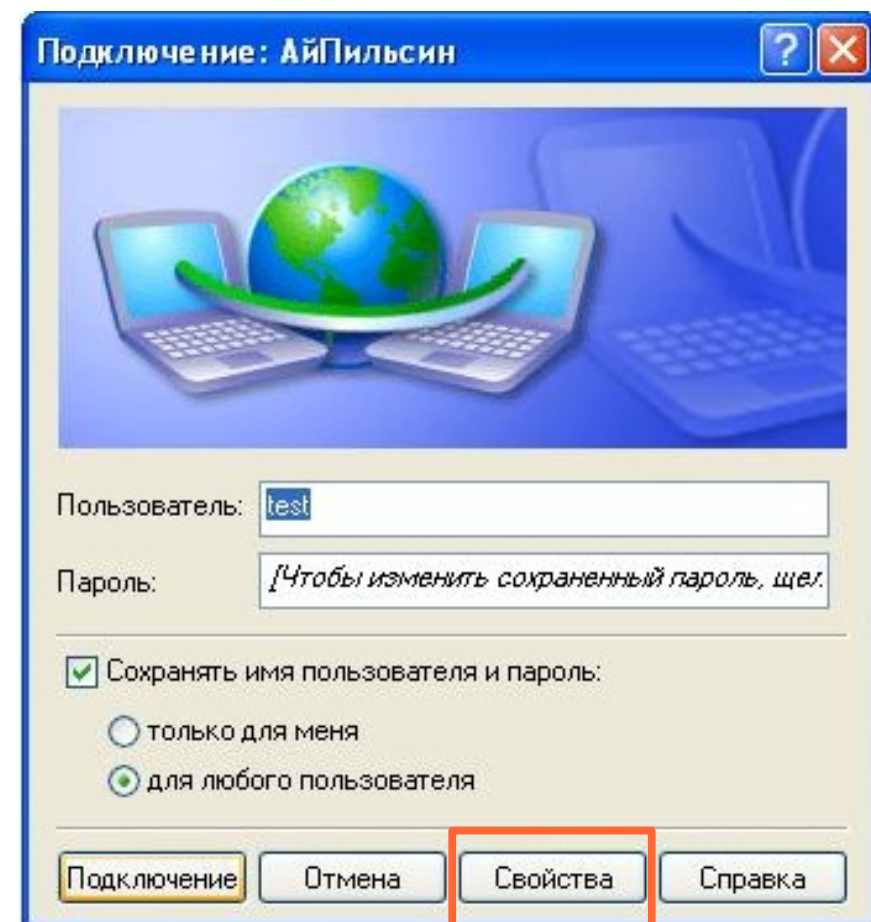 Подключение: АйПильсин
Пользователь: test
Пароль: [Чтобы изменить сохраненный пароль, щел
Сохранять имя пользователя и пароль:
только для меня
для любого пользователя
Подключение Отмена Свойства Справка